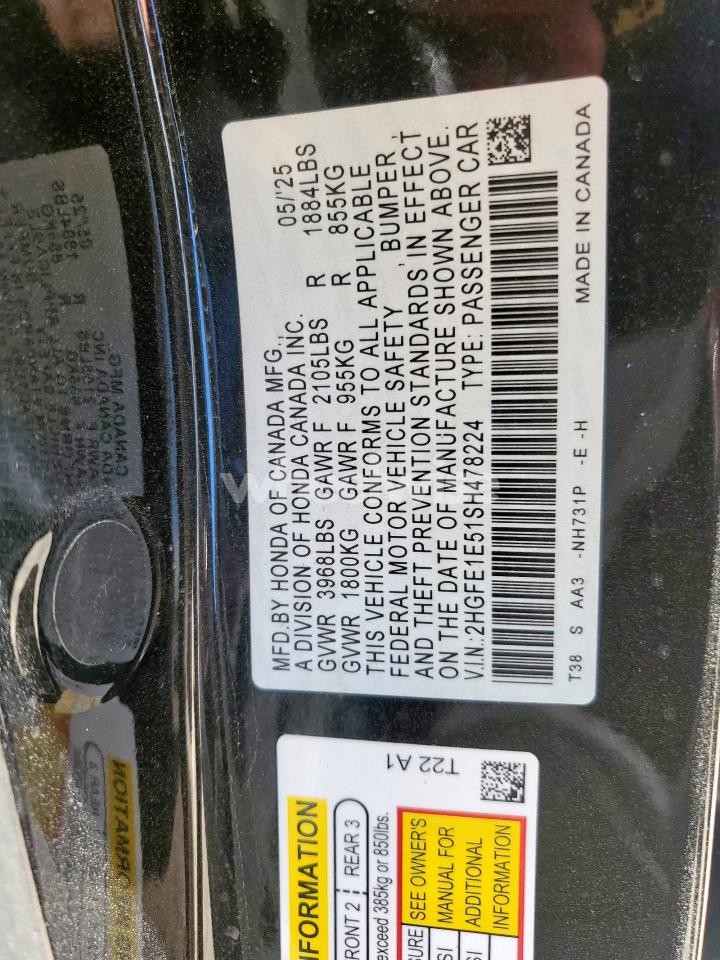 MFD.BY HONDA OF CANADA MFG., 05/'25
A DIVISION OF HONDA CANADA INC.
GVWR 3968LBS GAWR F 2105LBS R 1884LBS
GVWR 1800KG GAWR F 955KG R 855KG
THIS VEHICLE CONFORMS TO ALL APPLICABLE
FEDERAL MOTOR VEHICLE SAFETY , BUMPER ,
AND THEFT PREVENTION STANDARDS IN EFFECT
ON THE DATE OF MANUFACTURE SHOWN ABOVE.
V.I.N.: 2HGFE1E51SH478224 TYPE: PASSENGER CAR
T38 S AA3 -NH731P -E -H MADE IN CANADA
INFORMATION
FRONT 2 REAR 3
exceed 385kg or 850lbs.
SEE OWNER'S
MANUAL FOR
ADDITIONAL
INFORMATION
T22 A1